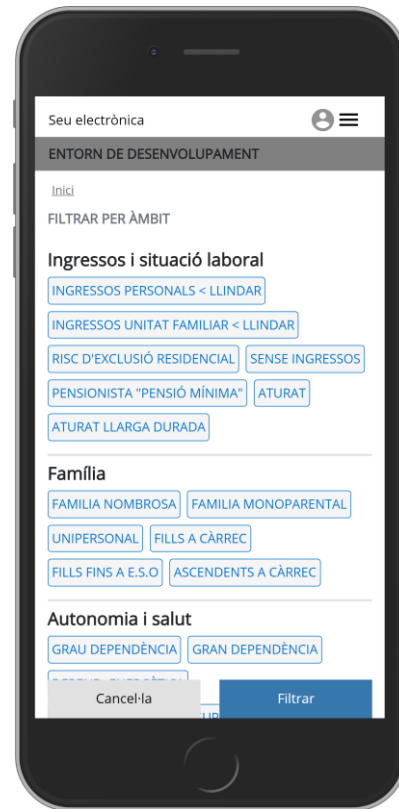 Seu electrònica
ENTORN DE DESENVOLUPAMENT
Inici
FILTRAR PER ÀMBIT
Ingressos i situació laboral
INGRESSOS PERSONALS < LLINDAR
INGRESSOS UNITAT FAMILIAR < LLINDAR
RISC D'EXCLUSIÓ RESIDENCIAL SENSE INGRESSOS
PENSIONISTA "PENSIÓ MÍNIMA" ATURAT
ATURAT LLARGA DURADA
Família
FAMILIA NOMBROSA FAMILIA MONOPARENTAL
UNIPERSONAL FILLS A CÀRREC
FILLS FINS A E.S.O ASCENDENTS A CÀRREC
Autonomia i salut
GRAU DEPENDÈNCIA GRAN DEPENDÈNCIA
Cancel·la Filtrar